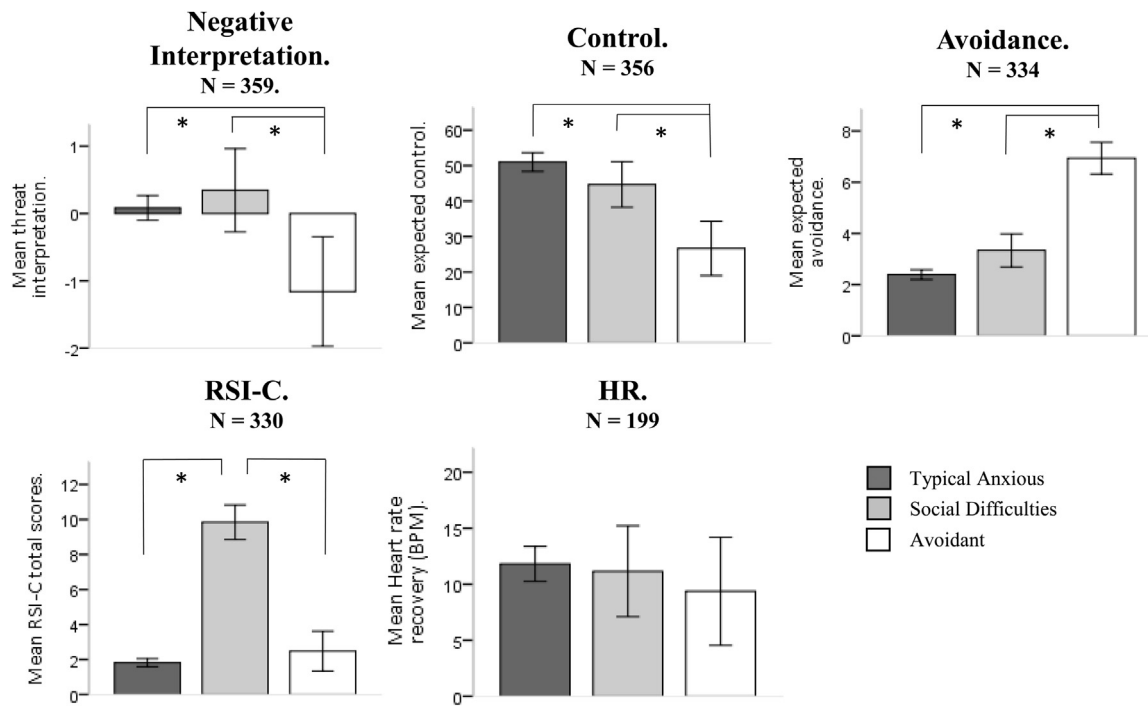 Negative
Interpretation.
N = 359.
* *
Mean threat
interpretation.
1
0
-1
-2
Control.
N = 356
* *
Mean expected control.
60
50
40
30
20
10
0
Avoidance.
N = 334
* *
Mean expected
avoidance.
8
6
4
2
0
RSI-C.
N = 330
* *
Mean RSI-C total scores.
12
10
8
6
4
2
0
HR.
N = 199
Mean Heart rate
recovery (BPM).
20
15
10
5
0
Typical Anxious
Social Difficulties
Avoidant